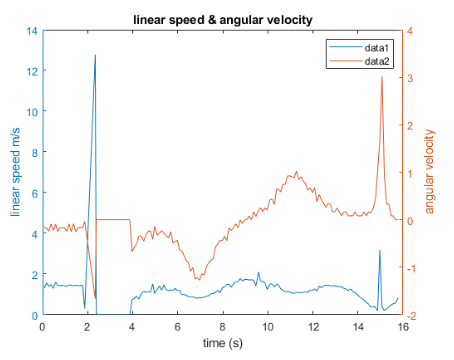 linear speed & angular velocity
14
12
10
8
6
4
2
0
linear speed m/s
data1
data2
4
3
2
1
0
-1
-2
angular velocity
0 2 4 6 8 10 12 14 16
time (s)